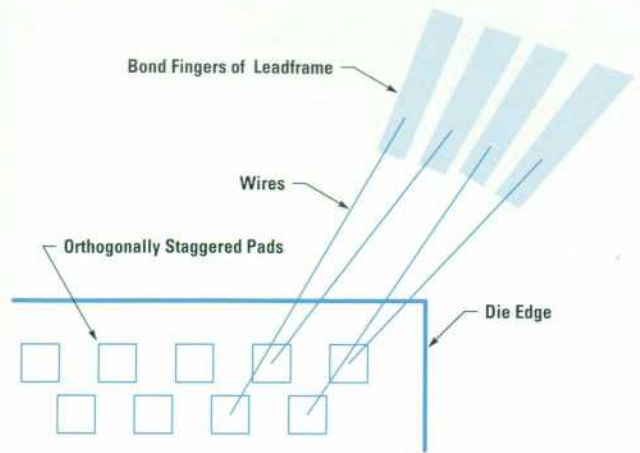 Bond Fingers of Leadframe
Wires
Orthogonally Staggered Pads
Die Edge